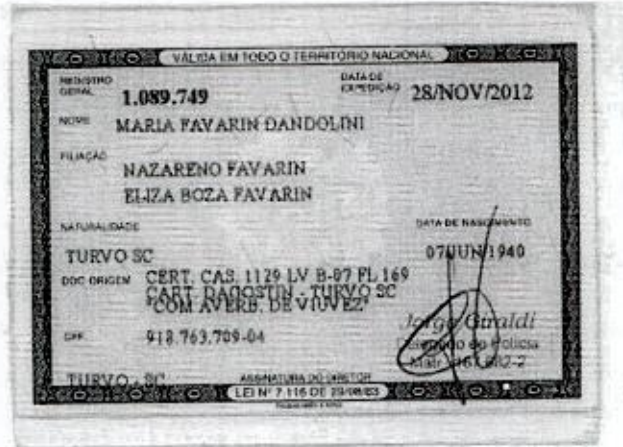 VÁLIDA EM TODO O TERRITÓRIO NACIONAL
REGISTRO GERAL 1.089.749 DATA DE EXPEDIÇÃO 28/NOV/2012
NOME MARIA FAVARIN DANDOLINI
FILIAÇÃO
NAZARENO FAVARIN
ELIZA BOZA FAVARIN
NATURALIDADE DATA DE NASCIMENTO
TURVO SC 07/JUN/1940
DOC ORIGEM CERT. CAS. 1129 LV B-07 FL 169
CART. DAGOSTIN - TURVO SC
"COM AVERB. DE VIUVEZ"
CPF 918.763.709-04
Jorge Giraldi
Delegado de Polícia
TURVO - SC
ASSINATURA DO DIRETOR
LEI Nº 7.116 DE 29/08/83